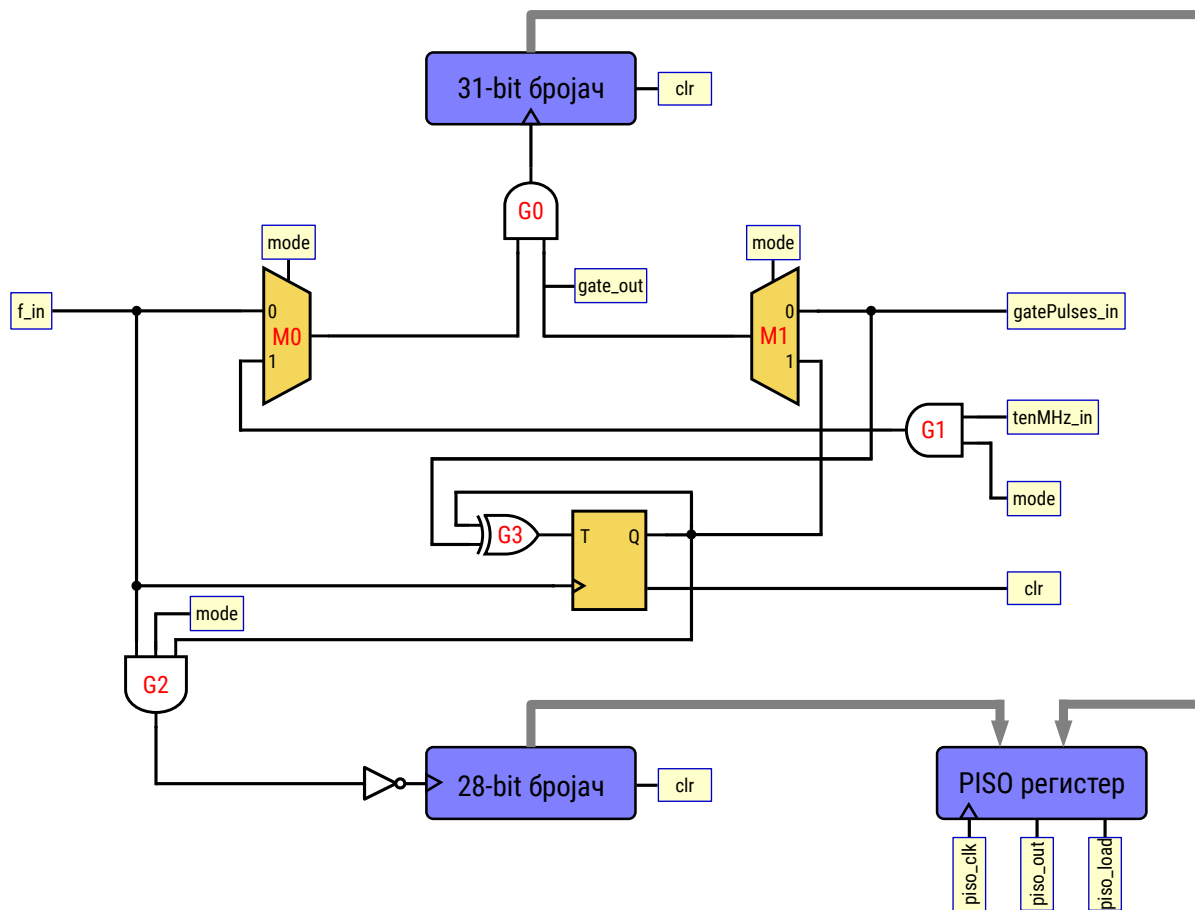 31-bit бројач
clr
G0
mode
mode
gate_out
f_in
0
M0
1
0
M1
1
gatePulses_in
G1
tenMHz_in
mode
G3
T
Q
clr
mode
G2
28-bit бројач
clr
PISO регистер
piso_clk
piso_out
piso_load